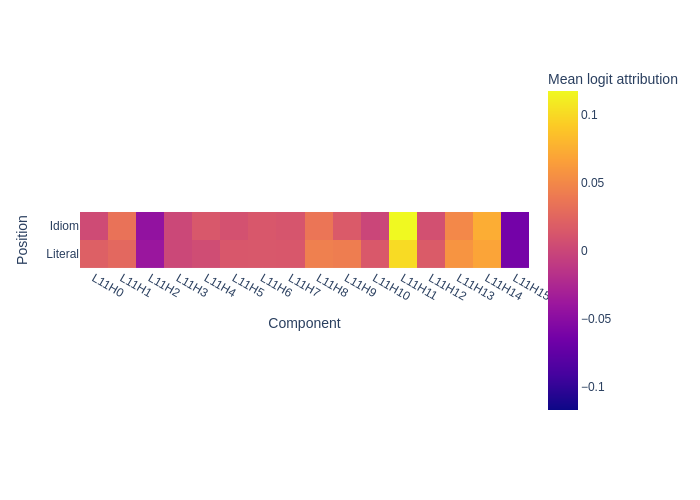 Mean logit attribution
0.1
0.05
0
−0.05
−0.1
Position
Idiom
Literal
L11H0
L11H1
L11H2
L11H3
L11H4
L11H5
L11H6
L11H7
L11H8
L11H9
L11H10
L11H11
L11H12
L11H13
L11H14
L11H15
Component